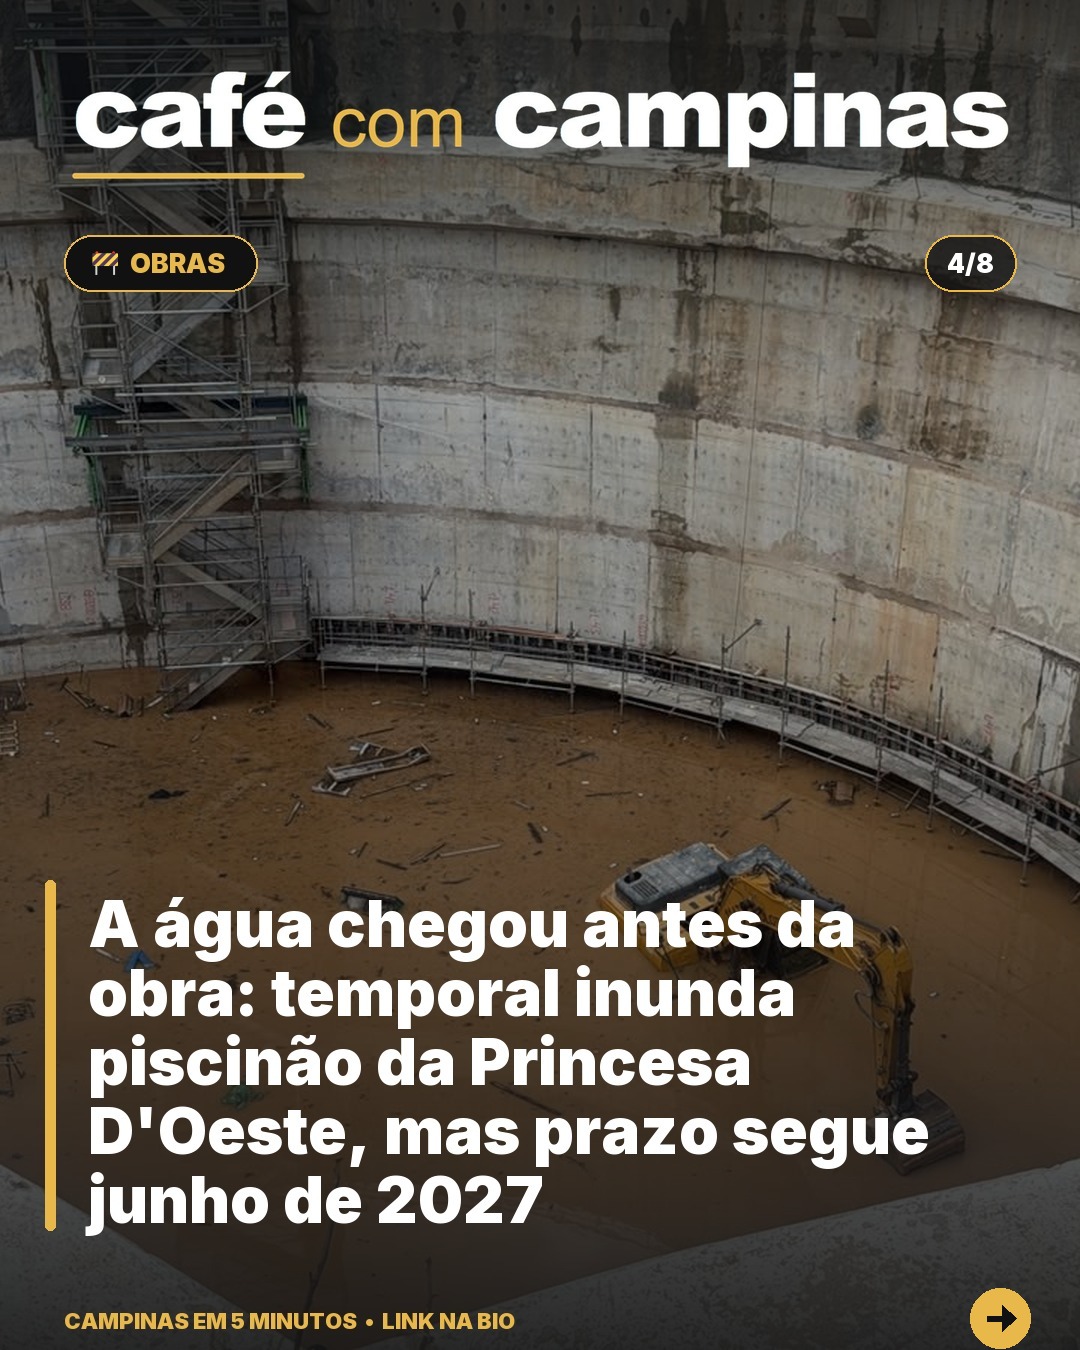 café com campinas
🚧 OBRAS
4/8
A água chegou antes da
obra: temporal inunda
piscinão da Princesa
D'Oeste, mas prazo segue
junho de 2027
CAMPINAS EM 5 MINUTOS • LINK NA BIO